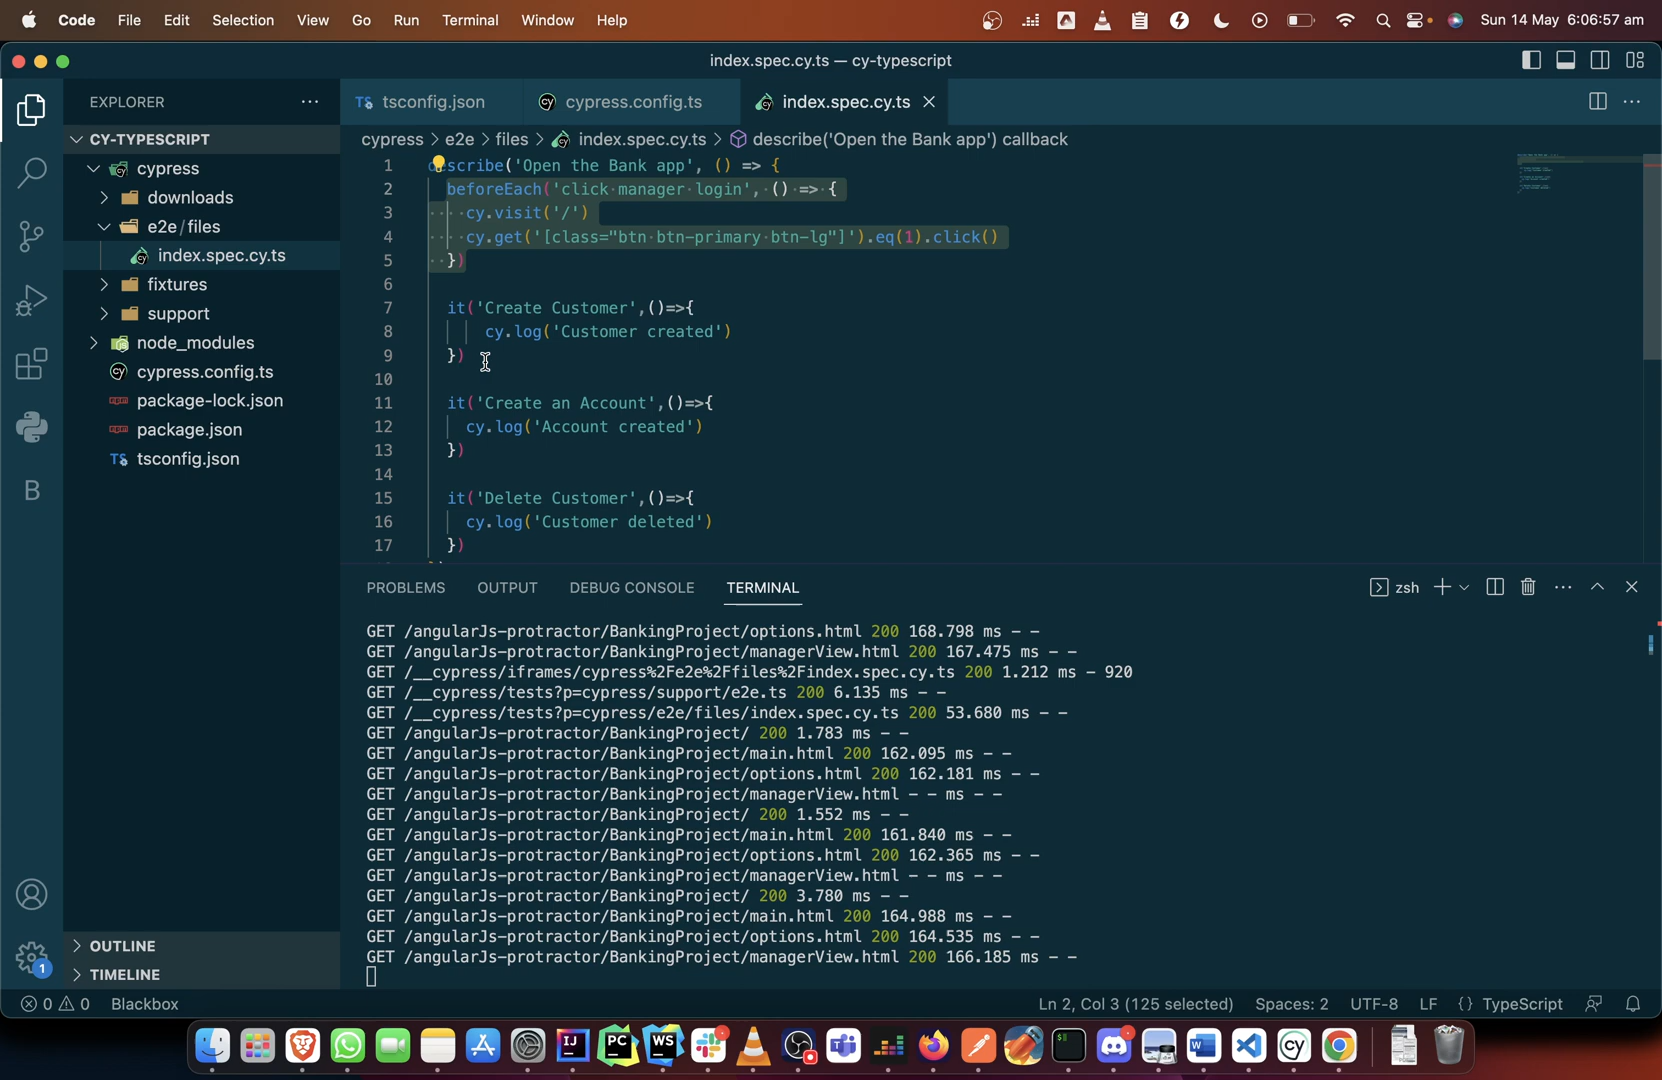 Code File Edit Selection View Go Run Terminal Window Help Sun 14 May 6:06:57 am
index.spec.cy.ts — cy-typescript
EXPLORER
tsconfig.json cypress.config.ts index.spec.cy.ts
cypress > e2e > files > index.spec.cy.ts > describe('Open the Bank app') callback
CY-TYPESCRIPT
cypress
downloads
e2e/files
index.spec.cy.ts
fixtures
support
node_modules
cypress.config.ts
package-lock.json
package.json
tsconfig.json
OUTLINE
TIMELINE
1 describe('Open the Bank app', () => {
2 beforeEach('click·manager·login',·()·=>·{
3 ····cy.visit('/')
4 ····cy.get('[class="btn·btn-primary·btn-lg"]').eq(1).click()
5 ··})
6
7 it('Create Customer',()=>{
8 cy.log('Customer created')
9 })
10
11 it('Create an Account',()=>{
12 cy.log('Account created')
13 })
14
15 it('Delete Customer',()=>{
16 cy.log('Customer deleted')
17 })
PROBLEMS OUTPUT DEBUG CONSOLE TERMINAL zsh
GET /angularJs-protractor/BankingProject/options.html 200 168.798 ms - -
GET /angularJs-protractor/BankingProject/managerView.html 200 167.475 ms - -
GET /__cypress/iframes/cypress%2Fe2e%2Ffiles%2Findex.spec.cy.ts 200 1.212 ms - 920
GET /__cypress/tests?p=cypress/support/e2e.ts 200 6.135 ms - -
GET /__cypress/tests?p=cypress/e2e/files/index.spec.cy.ts 200 53.680 ms - -
GET /angularJs-protractor/BankingProject/ 200 1.783 ms - -
GET /angularJs-protractor/BankingProject/main.html 200 162.095 ms - -
GET /angularJs-protractor/BankingProject/options.html 200 162.181 ms - -
GET /angularJs-protractor/BankingProject/managerView.html - - ms - -
GET /angularJs-protractor/BankingProject/ 200 1.552 ms - -
GET /angularJs-protractor/BankingProject/main.html 200 161.840 ms - -
GET /angularJs-protractor/BankingProject/options.html 200 162.365 ms - -
GET /angularJs-protractor/BankingProject/managerView.html - - ms - -
GET /angularJs-protractor/BankingProject/ 200 3.780 ms - -
GET /angularJs-protractor/BankingProject/main.html 200 164.988 ms - -
GET /angularJs-protractor/BankingProject/options.html 200 164.535 ms - -
GET /angularJs-protractor/BankingProject/managerView.html 200 166.185 ms - -
0 0 Blackbox Ln 2, Col 3 (125 selected) Spaces: 2 UTF-8 LF {} TypeScript